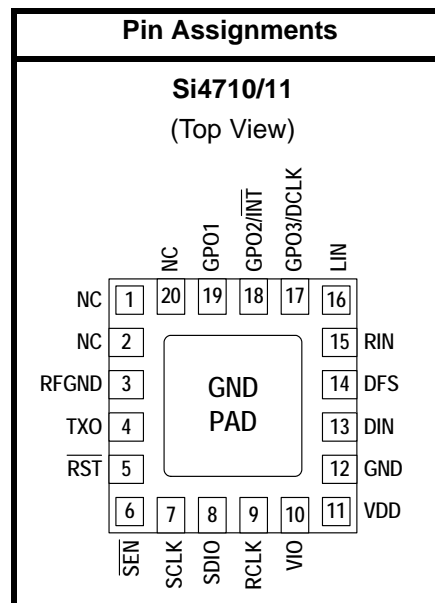 Pin Assignments
Si4710/11
(Top View)
NC
GPO1
GPO2/INT
GPO3/DCLK
LIN
NC 1 20 19 18 17 16
NC 2 15 RIN
RFGND 3 GND 14 DFS
TXO 4 PAD 13 DIN
RST 5 12 GND
6 7 8 9 10 11 VDD
SEN
SCLK
SDIO
RCLK
VIO